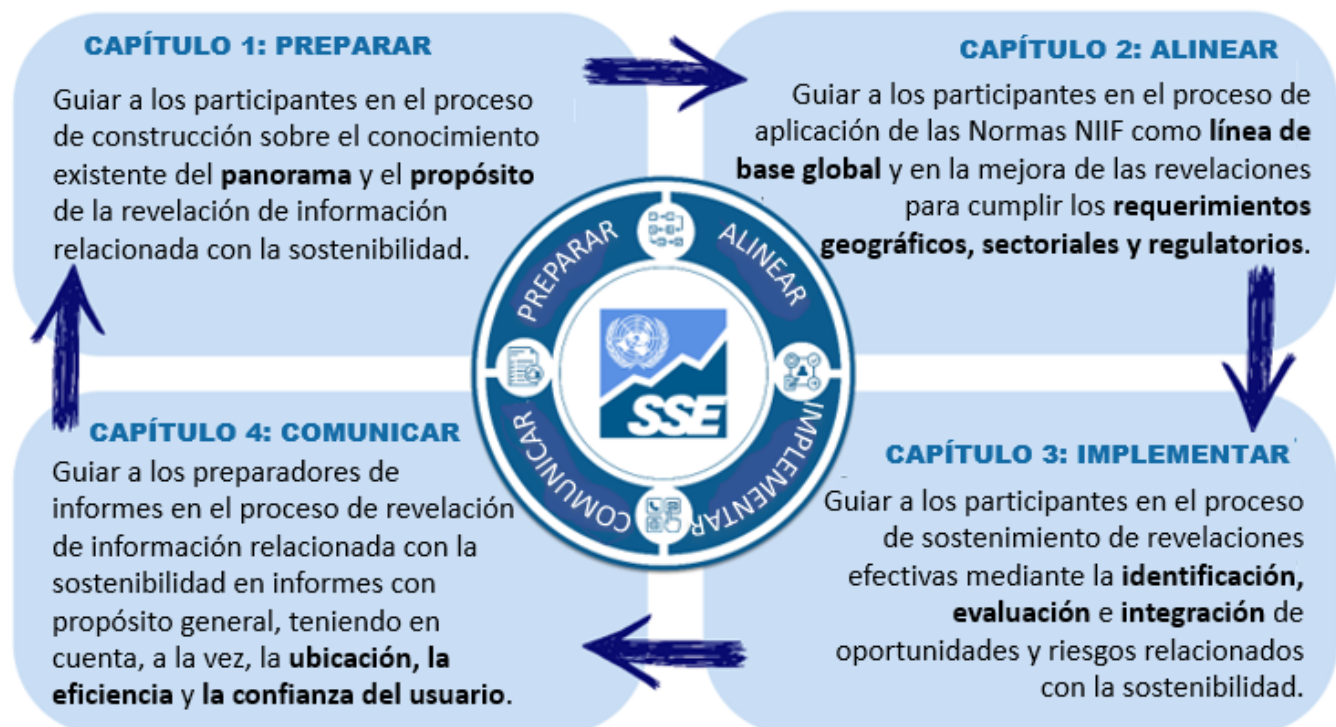 CAPÍTULO 1: PREPARAR
Guiar a los participantes en el proceso
de construcción sobre el conocimiento
existente del panorama y el propósito
de la revelación de información
relacionada con la sostenibilidad.
CAPÍTULO 2: ALINEAR
Guiar a los participantes en el proceso de
aplicación de las Normas NIIF como línea de
base global y en la mejora de las revelaciones
para cumplir los requerimientos
geográficos, sectoriales y regulatorios.
PREPARAR
ALINEAR
IMPLEMENTAR
COMUNICAR
SSE
CAPÍTULO 3: IMPLEMENTAR
Guiar a los participantes en el proceso
de sostenimiento de revelaciones
efectivas mediante la identificación,
evaluación e integración de
oportunidades y riesgos relacionados
con la sostenibilidad.
CAPÍTULO 4: COMUNICAR
Guiar a los preparadores de
informes en el proceso de revelación
de información relacionada con la
sostenibilidad en informes con
propósito general, teniendo en
cuenta, a la vez, la ubicación, la
eficiencia y la confianza del usuario.